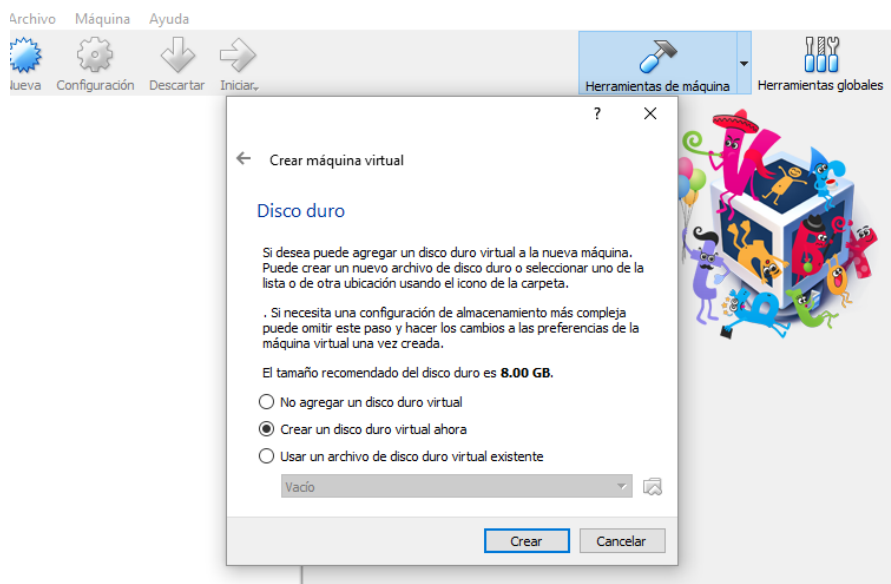 Archivo Máquina Ayuda
Nueva Configuración Descartar Iniciar
Herramientas de máquina Herramientas globales
?
Crear máquina virtual
Disco duro
Si desea puede agregar un disco duro virtual a la nueva máquina.
Puede crear un nuevo archivo de disco duro o seleccionar uno de la
lista o de otra ubicación usando el icono de la carpeta.
. Si necesita una configuración de almacenamiento más compleja
puede omitir este paso y hacer los cambios a las preferencias de la
máquina virtual una vez creada.
El tamaño recomendado del disco duro es 8.00 GB.
No agregar un disco duro virtual
Crear un disco duro virtual ahora
Usar un archivo de disco duro virtual existente
Vacío
Crear Cancelar